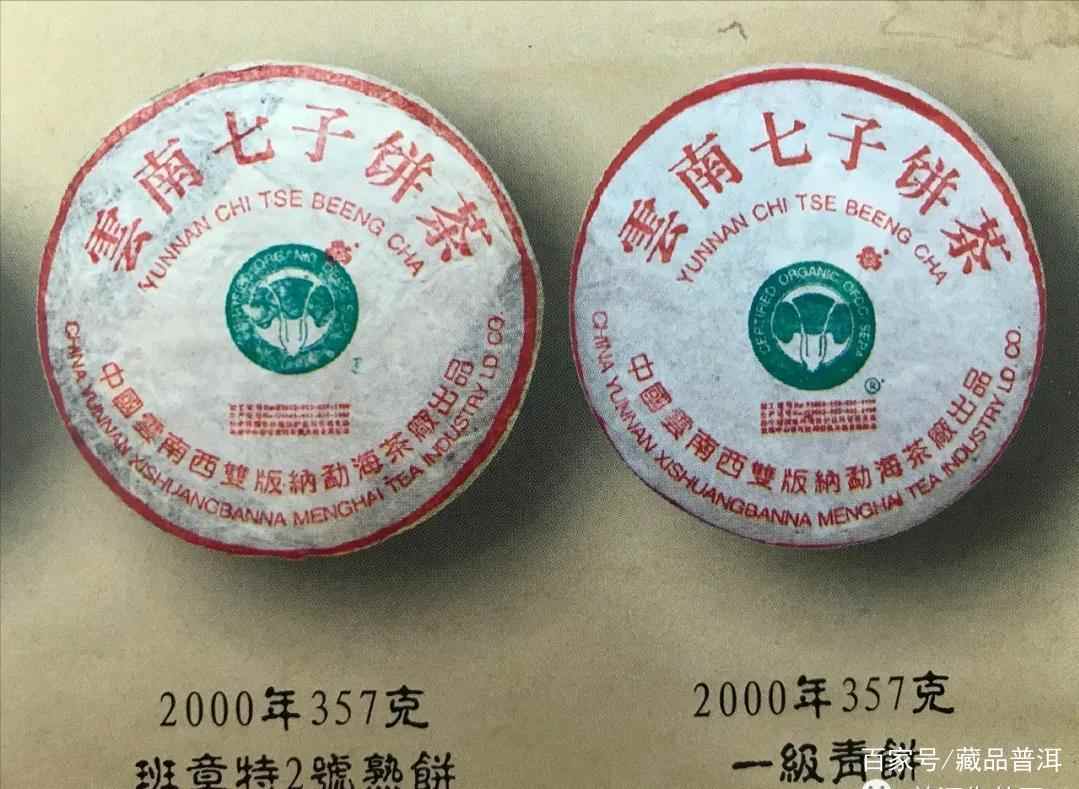 雲南七子饼茶
YUNNAN CHI TSE BEENG CHA
中國雲南西雙版納勐海茶廠出品
CHINA YUNNAN XISHUANGBANNA MENGHAI TEA INDUSTRY LD CO.
2000年357克
班章特2號熟餅
雲南七子饼茶
YUNNAN CHI TSE BEENG CHA
CERTIFIED ORGANIC
®
中國雲南西雙版納勐海茶廠出品
CHINA YUNNAN XISHUANGBANNA MENGHAI TEA INDUSTRY LD CO.
2000年357克
一級青餅
百家号/藏品普洱